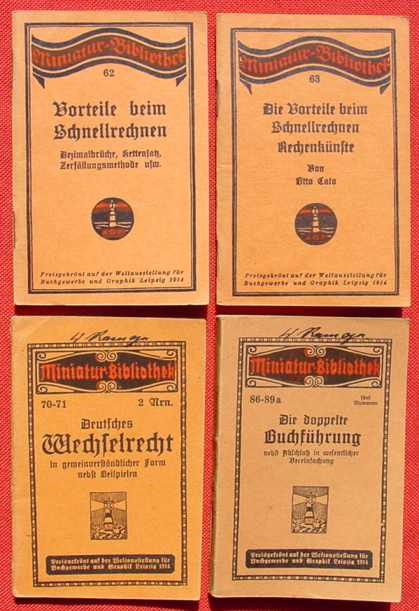 Miniatur-Bibliothek
62
Vorteile beim
Schnellrechnen
Dezimalbrüche, Kettensatz,
Zerfällungsmethode usw.
Preisgekrönt auf der Weltausstellung für
Buchgewerbe und Graphik Leipzig 1914
Miniatur-Bibliothek
63
Die Vorteile beim
Schnellrechnen
Rechenkünste
Von
Otto Cato
Preisgekrönt auf der Weltausstellung für
Buchgewerbe und Graphik Leipzig 1914
Miniatur-Bibliothek
70-71
2 Nrn.
Deutsches
Wechselrecht
in gemeinverständlicher Form
nebst Beispielen
Preisgekrönt auf der Weltausstellung für
Buchgewerbe und Graphik Leipzig 1914
Miniatur-Bibliothek
86-89a
fünf
Nummern
Die doppelte
Buchführung
nebst Abschluß in wesentlicher
Vereinfachung
Preisgekrönt auf der Weltausstellung für
Buchgewerbe und Graphik Leipzig 1914